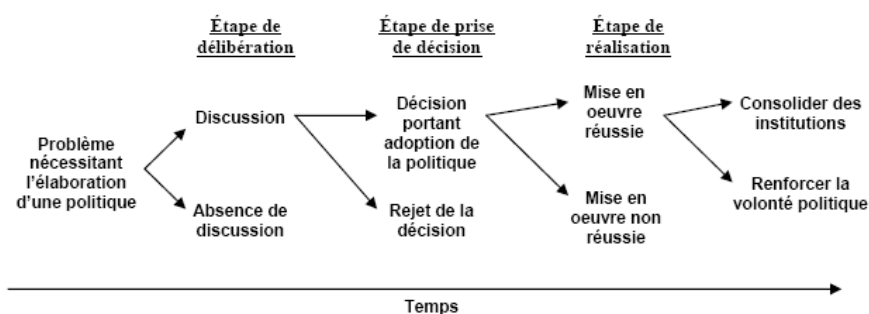 Étape de
délibération
Étape de prise
de décision
Étape de
réalisation
Problème
nécessitant
l'élaboration
d'une politique
Discussion
Absence de
discussion
Décision
portant
adoption de
la politique
Rejet de la
décision
Mise en
oeuvre
réussie
Mise en
oeuvre non
réussie
Consolider des
institutions
Renforcer la
volonté politique
Temps